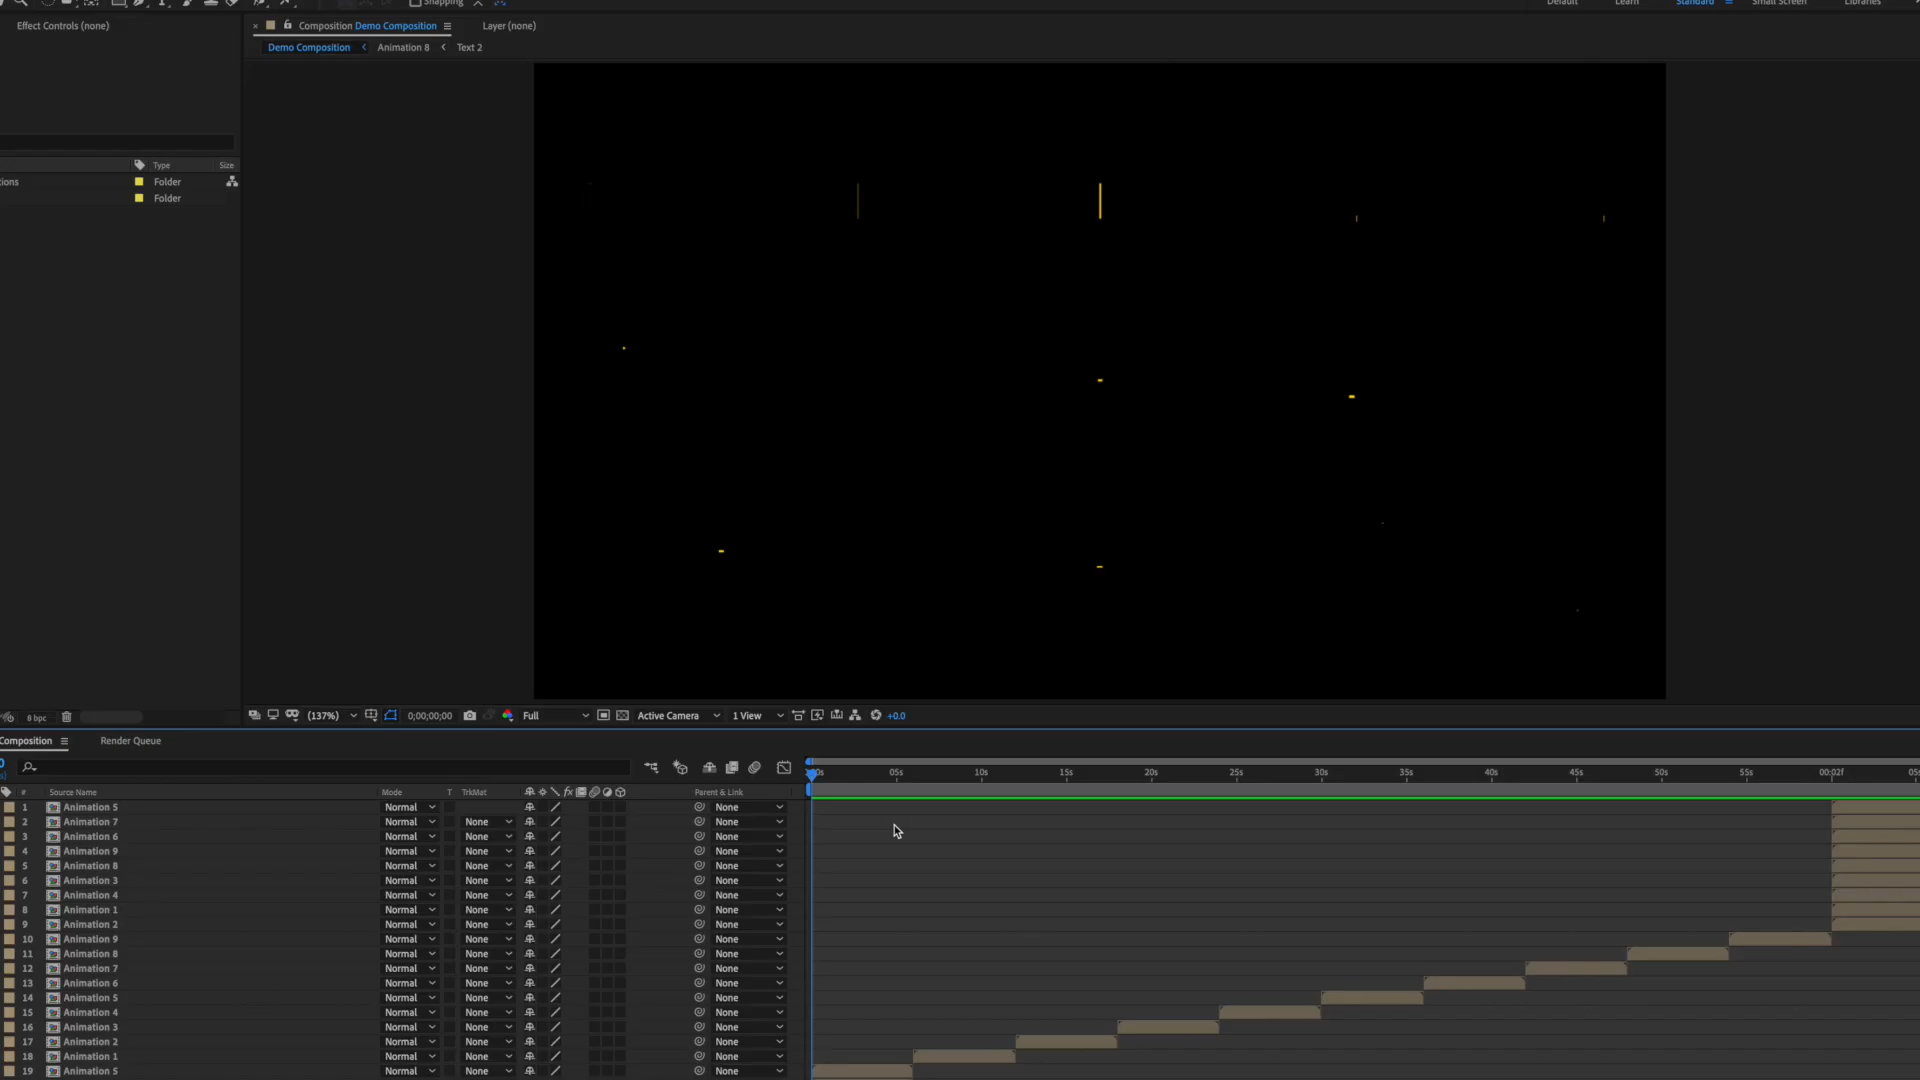 Snapping
Default Learn Standard Small Screen Libraries
Effect Controls (none)
Composition Demo Composition
Layer (none)
Demo Composition Animation 8 Text 2
Type Size
ions Folder
Folder
8 bpc
(137%) 0;00;00;00 Full Active Camera 1 View +0.0
Composition Render Queue
05s 10s 15s 20s 25s 30s 35s 40s 45s 50s 55s 00:02f
# Source Name Mode T TrkMat fx Parent & Link
1 Animation 5 Normal None
2 Animation 7 Normal None None
3 Animation 6 Normal None None
4 Animation 9 Normal None None
5 Animation 8 Normal None None
6 Animation 3 Normal None None
7 Animation 4 Normal None None
8 Animation 1 Normal None None
9 Animation 2 Normal None None
10 Animation 9 Normal None None
11 Animation 8 Normal None None
12 Animation 7 Normal None None
13 Animation 6 Normal None None
14 Animation 5 Normal None None
15 Animation 4 Normal None None
16 Animation 3 Normal None None
17 Animation 2 Normal None None
18 Animation 1 Normal None None
19 Animation 5 Normal None None